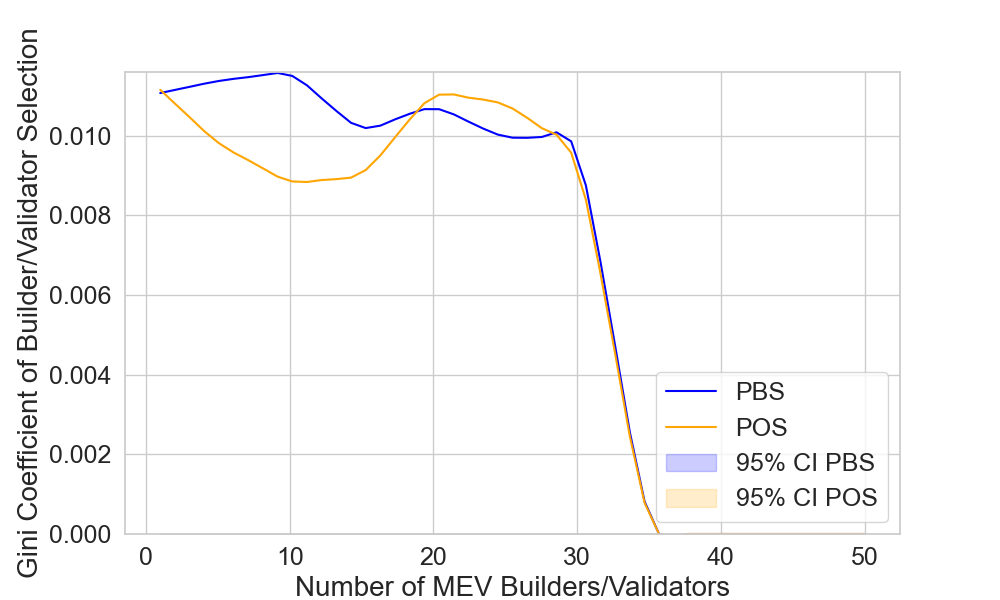 Gini Coefficient of Builder/Validator Selection
0.010
0.008
0.006
0.004
0.002
0.000
0 10 20 30 40 50
Number of MEV Builders/Validators
PBS
POS
95% CI PBS
95% CI POS